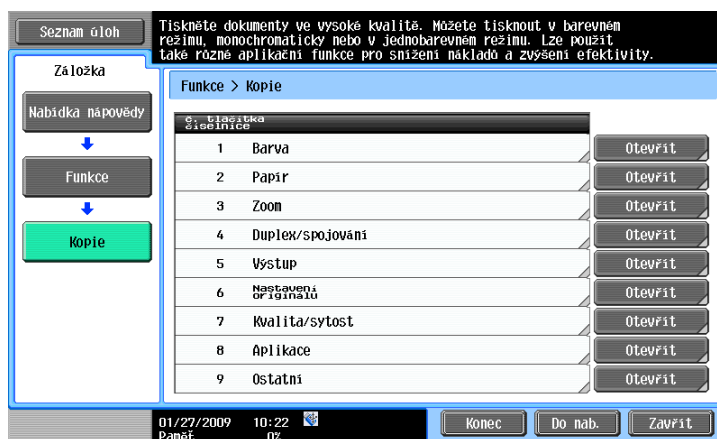 Seznam úloh
Tiskněte dokumenty ve vysoké kvalitě. Můžete tisknout v barevném
režimu, monochromaticky nebo v jednobarevném režimu. Lze použít
také různé aplikační funkce pro snížení nákladů a zvýšení efektivity.
Záložka
Funkce > Kopie
Nabídka nápovědy
Funkce
Kopie
č. tlačítka
číselnice
1 Barva Otevřít
2 Papír Otevřít
3 Zoom Otevřít
4 Duplex/spojování Otevřít
5 Výstup Otevřít
6 Nastavení
originálu Otevřít
7 Kvalita/sytost Otevřít
8 Aplikace Otevřít
9 Ostatní Otevřít
01/27/2009 10:22
Paměť 0%
Konec Do nab. Zavřít